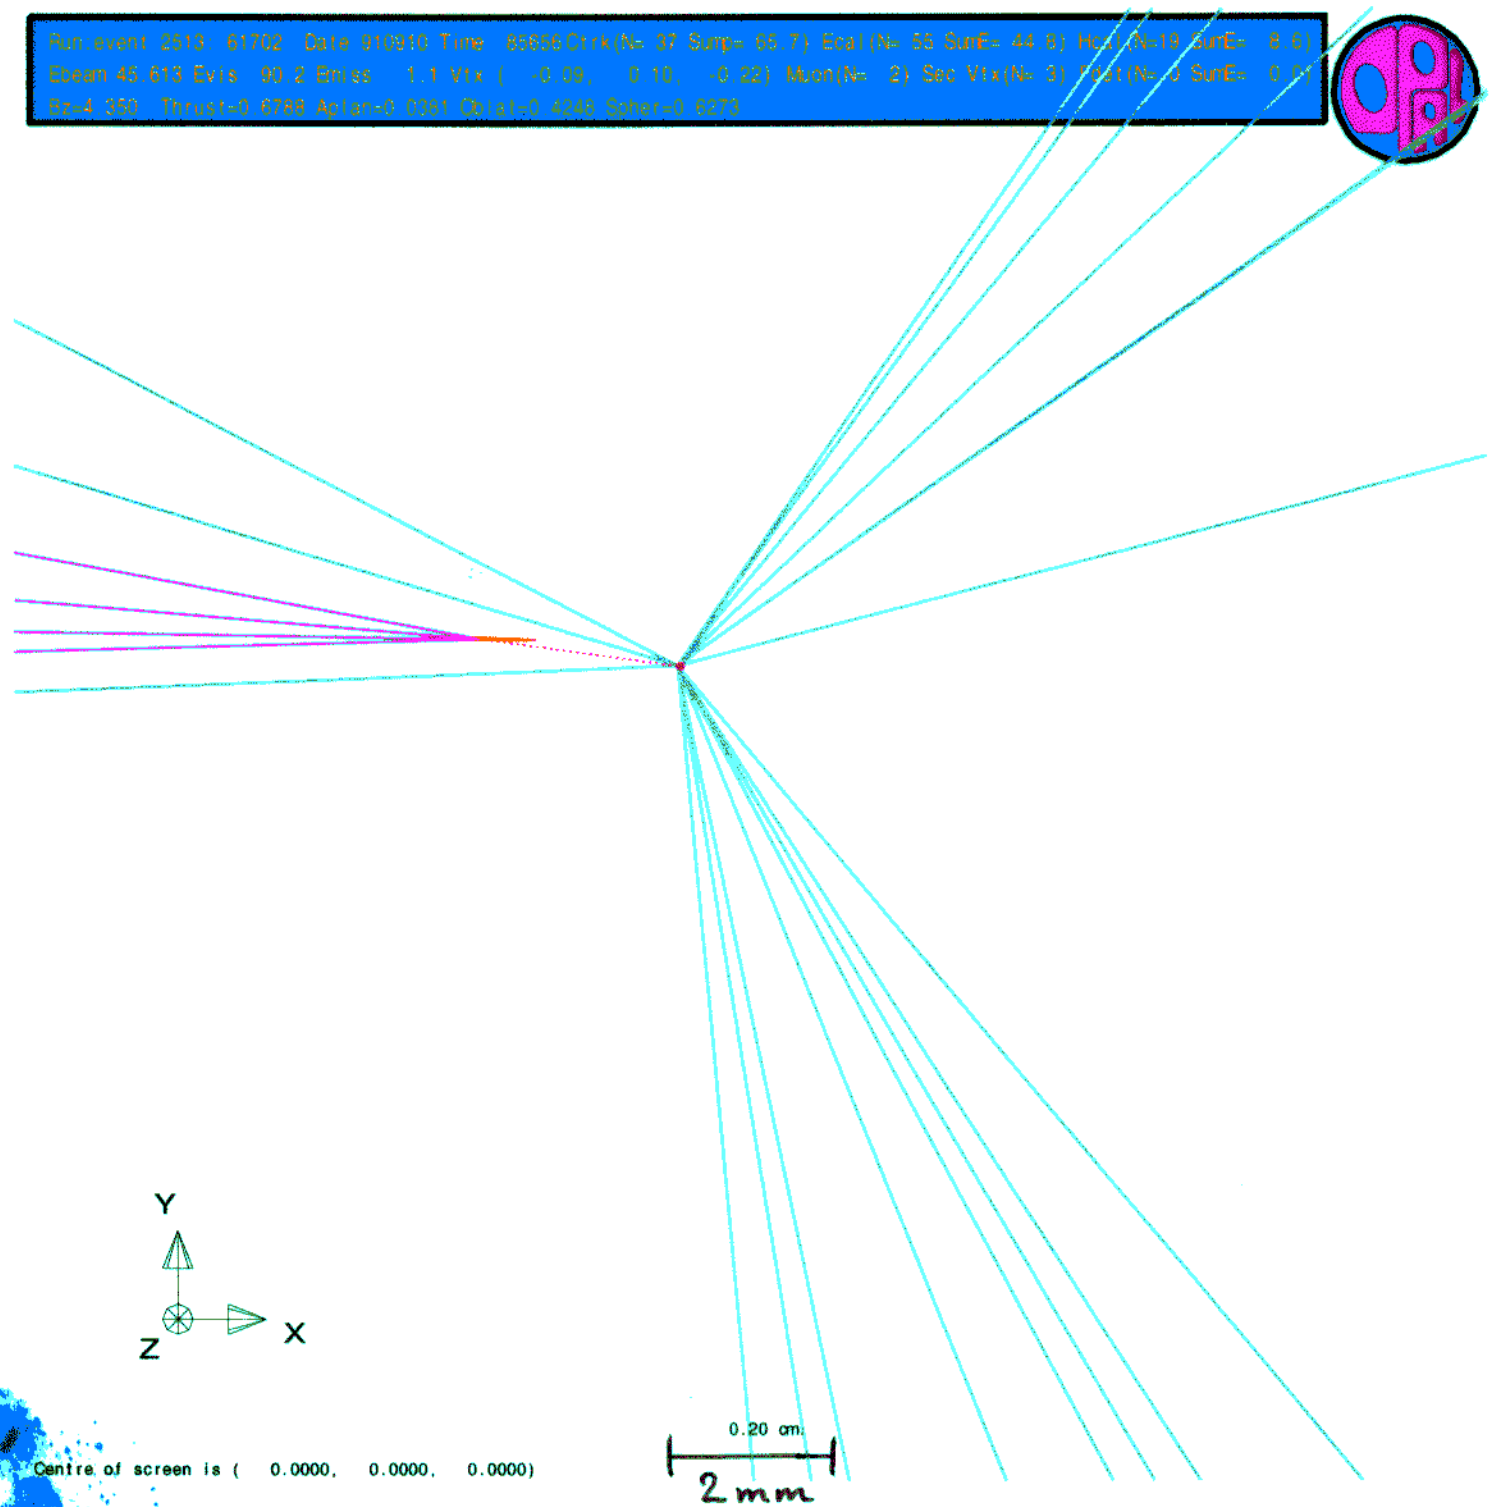 Run:event 2513: 61702 Date 910910 Time 85656 Ctrk(N= 37 Sump= 65.7) Ecal(N= 55 SumE= 44.8) Hcal(N=19 SumE= 8.6)
Ebeam 45.613 Evis 90.2 Emiss 1.1 Vtx ( -0.09, 0.10, -0.22) Muon(N= 2) Sec Vtx(N= 3) Fdet(N= 0 SumE= 0.0)
Bz=4.350 Thrust=0.6788 Aplan=0.0381 Oblat=0.4248 Spher=0.6273
OPAL
Y
X
Z
0.20 cm.
2 mm
Centre of screen is ( 0.0000, 0.0000, 0.0000)